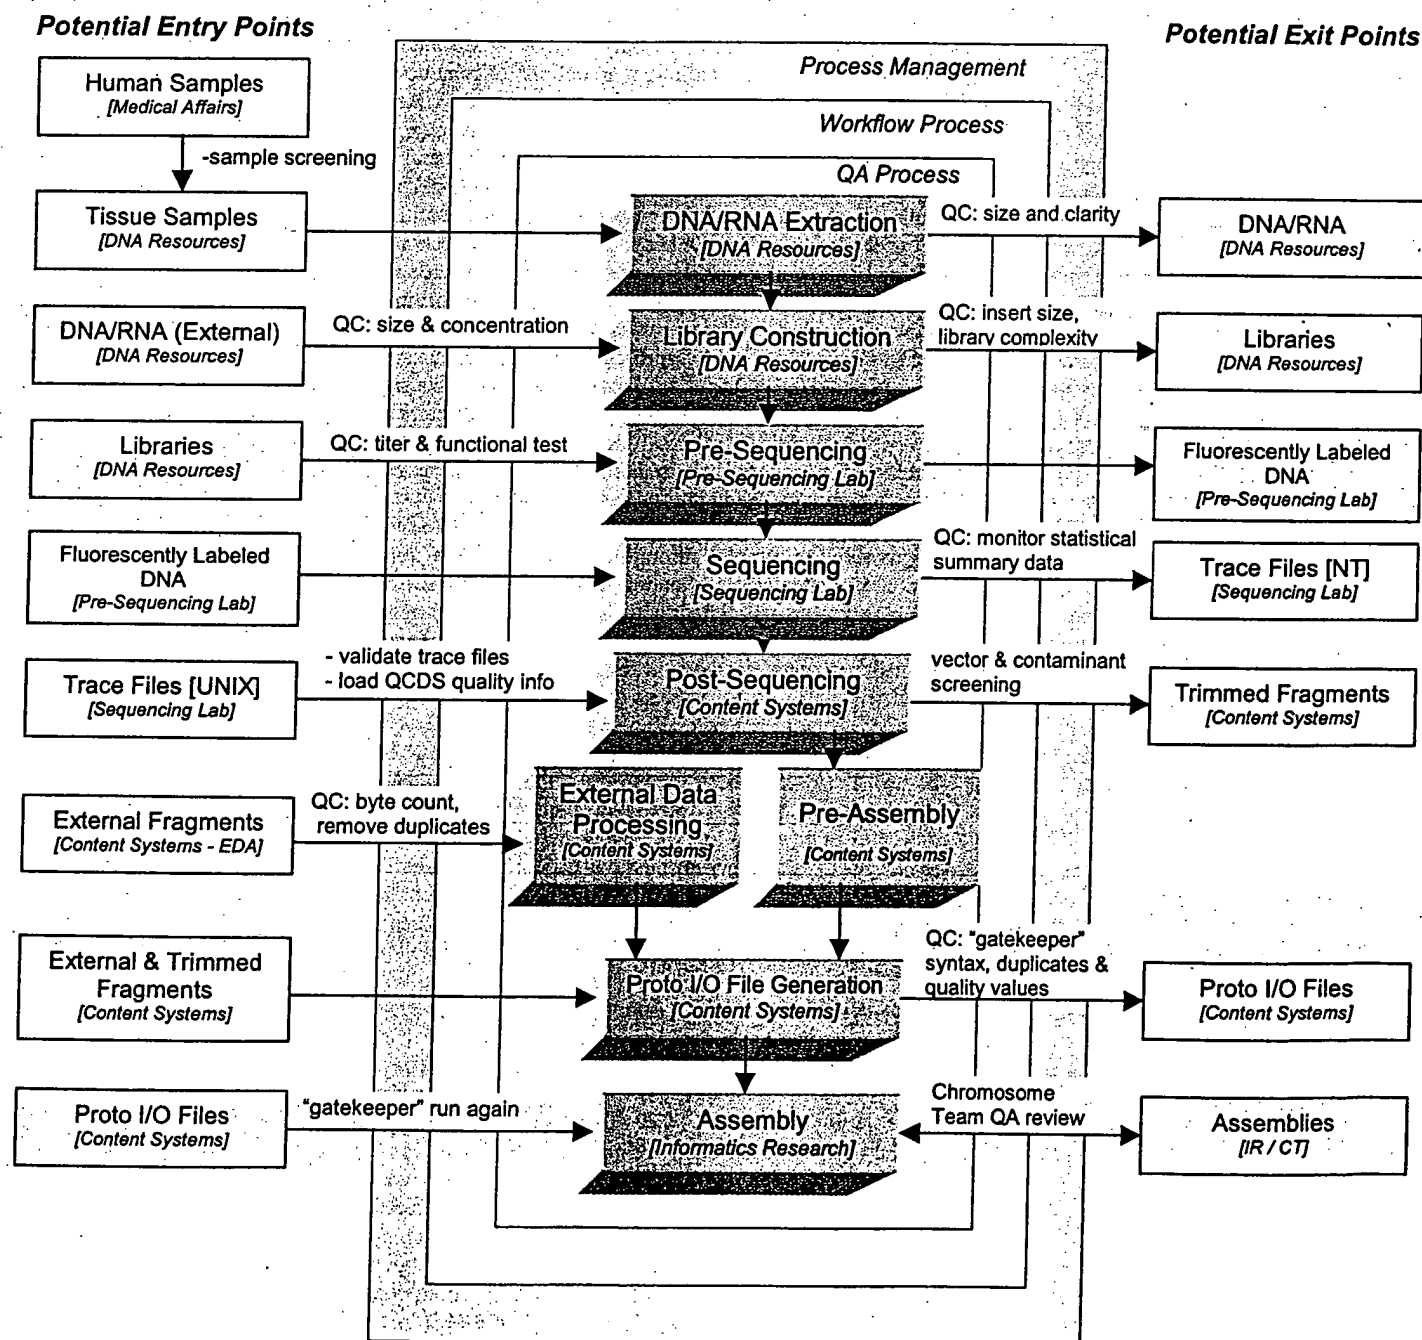 Potential Entry Points
Potential Exit Points
Process Management
Human Samples
[Medical Affairs]
Workflow Process
-sample screening
QA Process
Tissue Samples
[DNA Resources]
DNA/RNA Extraction
[DNA Resources]
QC: size and clarity
DNA/RNA
[DNA Resources]
DNA/RNA (External)
[DNA Resources]
QC: size & concentration
Library Construction
[DNA Resources]
QC: insert size,
library complexity
Libraries
[DNA Resources]
Libraries
[DNA Resources]
QC: titer & functional test
Pre-Sequencing
[Pre-Sequencing Lab]
Fluorescently Labeled
DNA
[Pre-Sequencing Lab]
Fluorescently Labeled
DNA
[Pre-Sequencing Lab]
Sequencing
[Sequencing Lab]
QC: monitor statistical
summary data
Trace Files [NT]
[Sequencing Lab]
Trace Files [UNIX]
[Sequencing Lab]
- validate trace files
- load QCDS quality info
Post-Sequencing
[Content Systems]
vector & contaminant
screening
Trimmed Fragments
[Content Systems]
External Fragments
[Content Systems - EDA]
QC: byte count,
remove duplicates
External Data
Processing
[Content Systems]
Pre-Assembly
[Content Systems]
External & Trimmed
Fragments
[Content Systems]
Proto I/O File Generation
[Content Systems]
QC: "gatekeeper"
syntax, duplicates &
quality values
Proto I/O Files
[Content Systems]
Proto I/O Files
[Content Systems]
"gatekeeper" run again
Assembly
[Informatics Research]
Chromosome
Team QA review
Assemblies
[IR / CT]